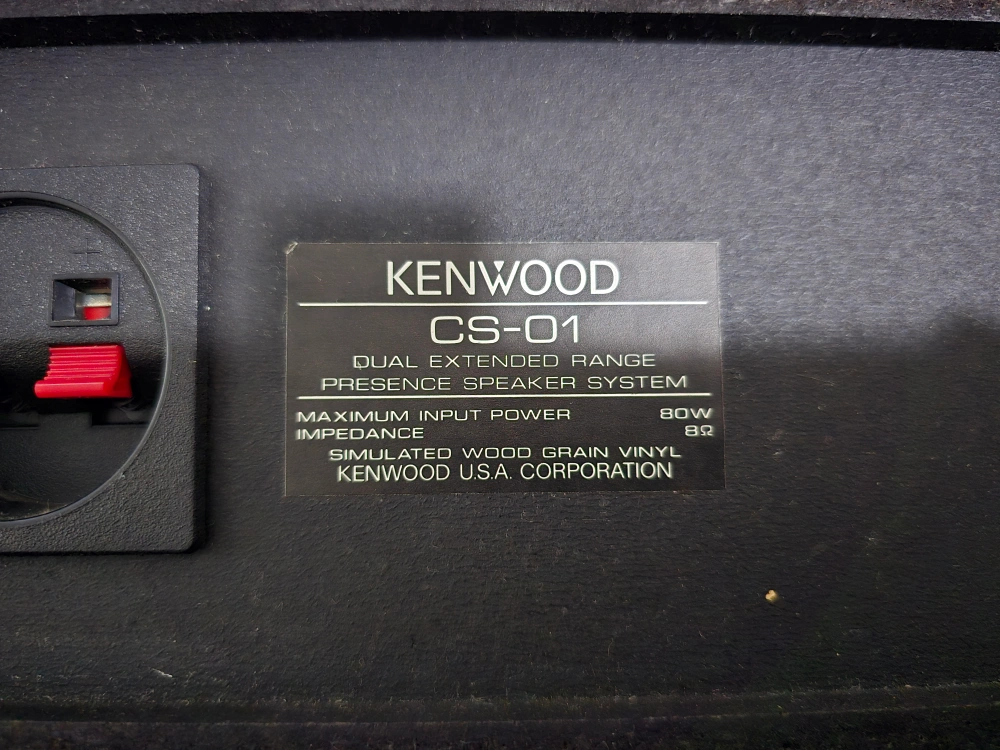 +
KENWOOD
CS-01
DUAL EXTENDED RANGE
PRESENCE SPEAKER SYSTEM
MAXIMUM INPUT POWER 80W
IMPEDANCE 8Ω
SIMULATED WOOD GRAIN VINYL
KENWOOD U.S.A. CORPORATION